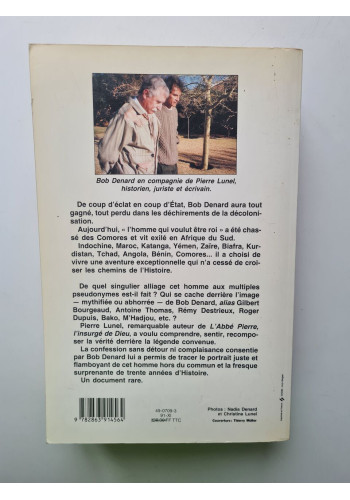 Bob Denard en compagnie de Pierre Lunel,
historien, juriste et écrivain.
De coup d'éclat en coup d'État, Bob Denard aura tout
gagné, tout perdu dans les déchirements de la décoloni-
sation.
Aujourd'hui, « l'homme qui voulut être roi » a été chas-
sé des Comores et vit exilé en Afrique du Sud.
Indochine, Maroc, Katanga, Yémen, Zaïre, Biafra, Kur-
distan, Tchad, Angola, Bénin, Comores... il a choisi de
vivre une aventure exceptionnelle qui n'a cessé de croi-
ser les chemins de l'Histoire.
De quel singulier alliage cet homme aux multiples
pseudonymes est-il fait ? Qui se cache derrière l'image
— mythifiée ou abhorrée — de Bob Denard, alias Gilbert
Bourgeaud, Antoine Thomas, Rémy Destrieux, Roger
Dupuis, Bako, M'Hadjou, etc. ?
Pierre Lunel, remarquable auteur de L'Abbé Pierre,
l'insurgé de Dieu, a voulu comprendre, sentir, recompo-
ser la vérité derrière la légende convenue.
La confession sans détour ni complaisance consentie
par Bob Denard lui a permis de tracer le portrait juste et
flamboyant de cet homme hors du commun et la fresque
surprenante de trente années d'Histoire.
Un document rare.
Photos : Nadia Denard
et Christine Lunel
Couverture : Thierry Müller
9 782863 914564
FF TTC